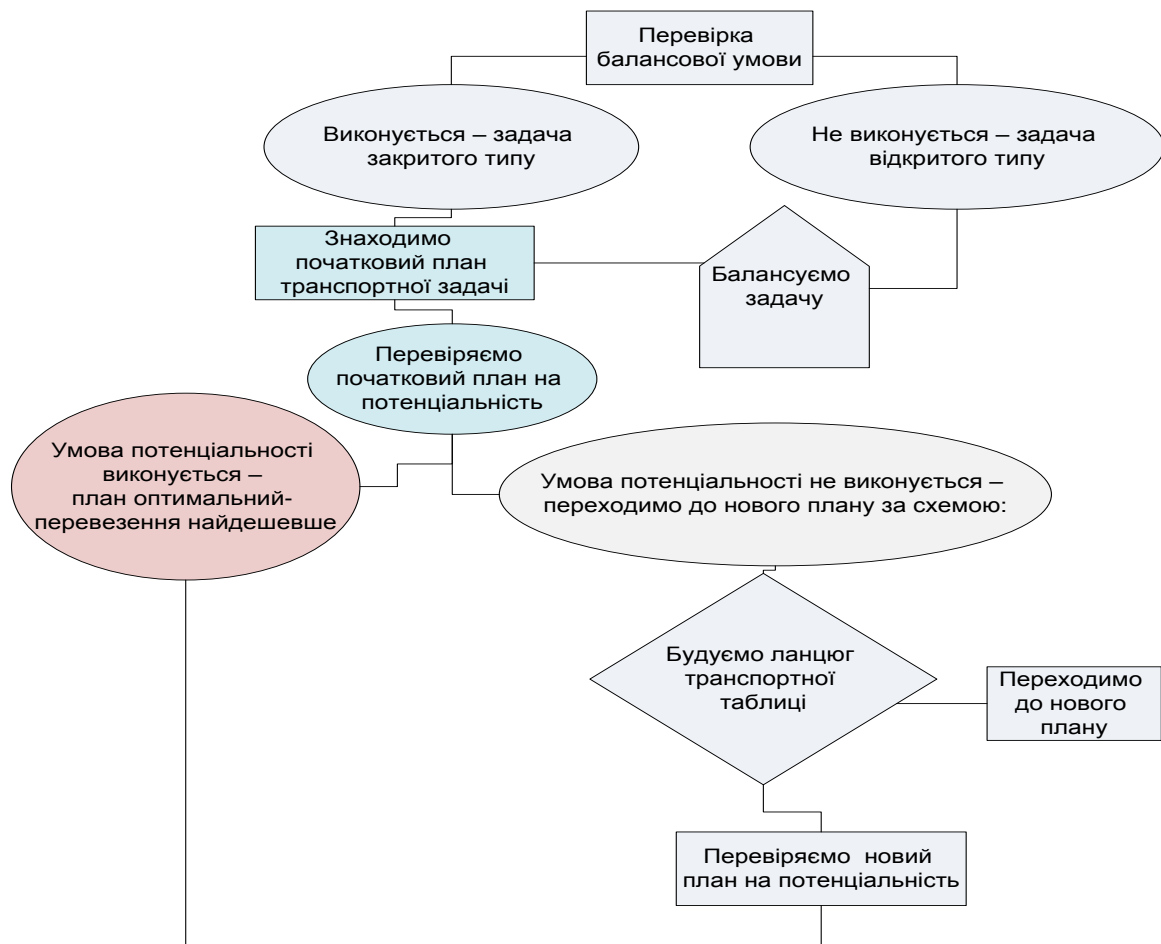 Перевірка
балансової умови
Виконується – задача
закритого типу
Не виконується – задача
відкритого типу
Знаходимо
початковий план
транспортної задачі
Балансуємо
задачу
Перевіряємо
початковий план на
потенціальність
Умова потенціальності
виконується –
план оптимальний-
перевезення найдешевше
Умова потенціальності не виконується –
переходимо до нового плану за схемою:
Будуємо ланцюг
транспортної
таблиці
Переходимо
до нового
плану
Перевіряємо  новий
план на потенціальність